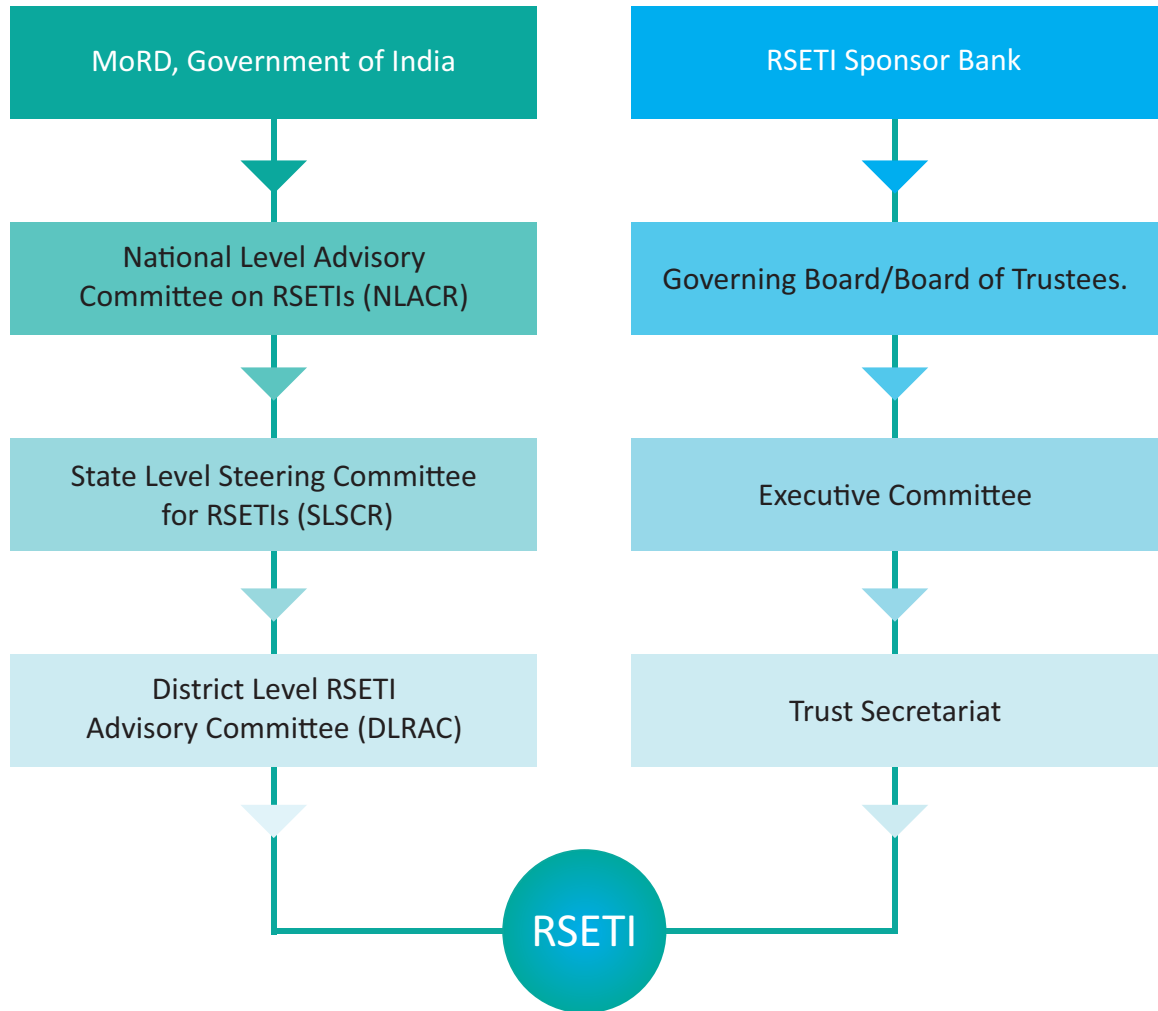 MoRD, Government of India
RSETI Sponsor Bank
National Level Advisory
Committee on RSETIs (NLACR)
Governing Board/Board of Trustees.
State Level Steering Committee
for RSETIs (SLSCR)
Executive Committee
District Level RSETI
Advisory Committee (DLRAC)
Trust Secretariat
RSETI